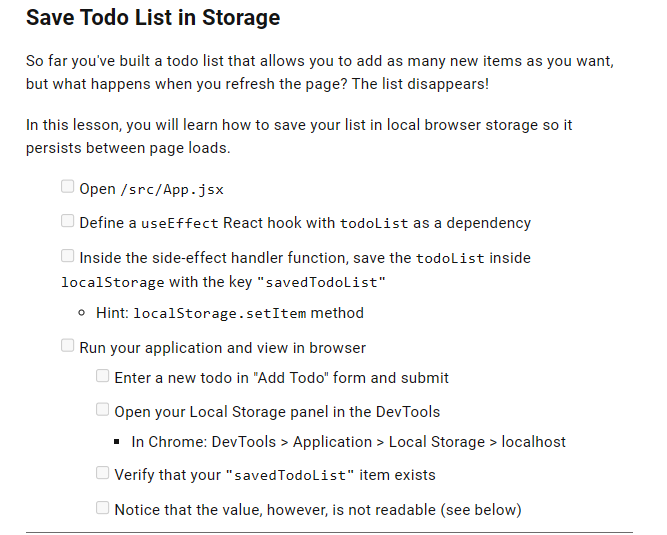 Save Todo List in Storage
So far you've built a todo list that allows you to add as many new items as you want,
but what happens when you refresh the page? The list disappears!
In this lesson, you will learn how to save your list in local browser storage so it
persists between page loads.
Open /src/App.jsx
Define a useEffect React hook with todoList as a dependency
Inside the side-effect handler function, save the todoList inside
localStorage with the key "savedTodoList"
Hint: localStorage.setItem method
Run your application and view in browser
Enter a new todo in "Add Todo" form and submit
Open your Local Storage panel in the DevTools
In Chrome: DevTools > Application > Local Storage > localhost
Verify that your "savedTodoList" item exists
Notice that the value, however, is not readable (see below)